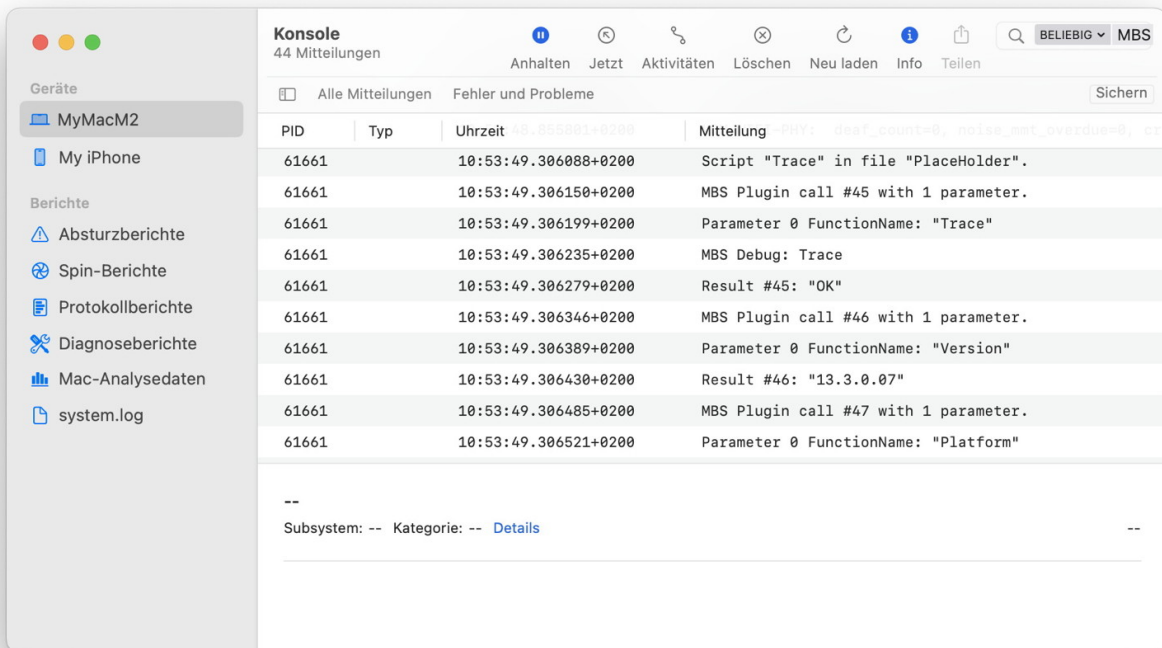 Konsole
44 Mitteilungen
Anhalten Jetzt Aktivitäten Löschen Neu laden Info Teilen
BELIEBIG MBS
Geräte
MyMacM2
My iPhone
Berichte
Absturzberichte
Spin-Berichte
Protokollberichte
Diagnoseberichte
Mac-Analysedaten
system.log
Alle Mitteilungen Fehler und Probleme Sichern
PID Typ Uhrzeit Mitteilung
61661 10:53:49.306088+0200 Script "Trace" in file "PlaceHolder".
61661 10:53:49.306150+0200 MBS Plugin call #45 with 1 parameter.
61661 10:53:49.306199+0200 Parameter 0 FunctionName: "Trace"
61661 10:53:49.306235+0200 MBS Debug: Trace
61661 10:53:49.306279+0200 Result #45: "OK"
61661 10:53:49.306346+0200 MBS Plugin call #46 with 1 parameter.
61661 10:53:49.306389+0200 Parameter 0 FunctionName: "Version"
61661 10:53:49.306430+0200 Result #46: "13.3.0.07"
61661 10:53:49.306485+0200 MBS Plugin call #47 with 1 parameter.
61661 10:53:49.306521+0200 Parameter 0 FunctionName: "Platform"
--
Subsystem: -- Kategorie: -- Details --